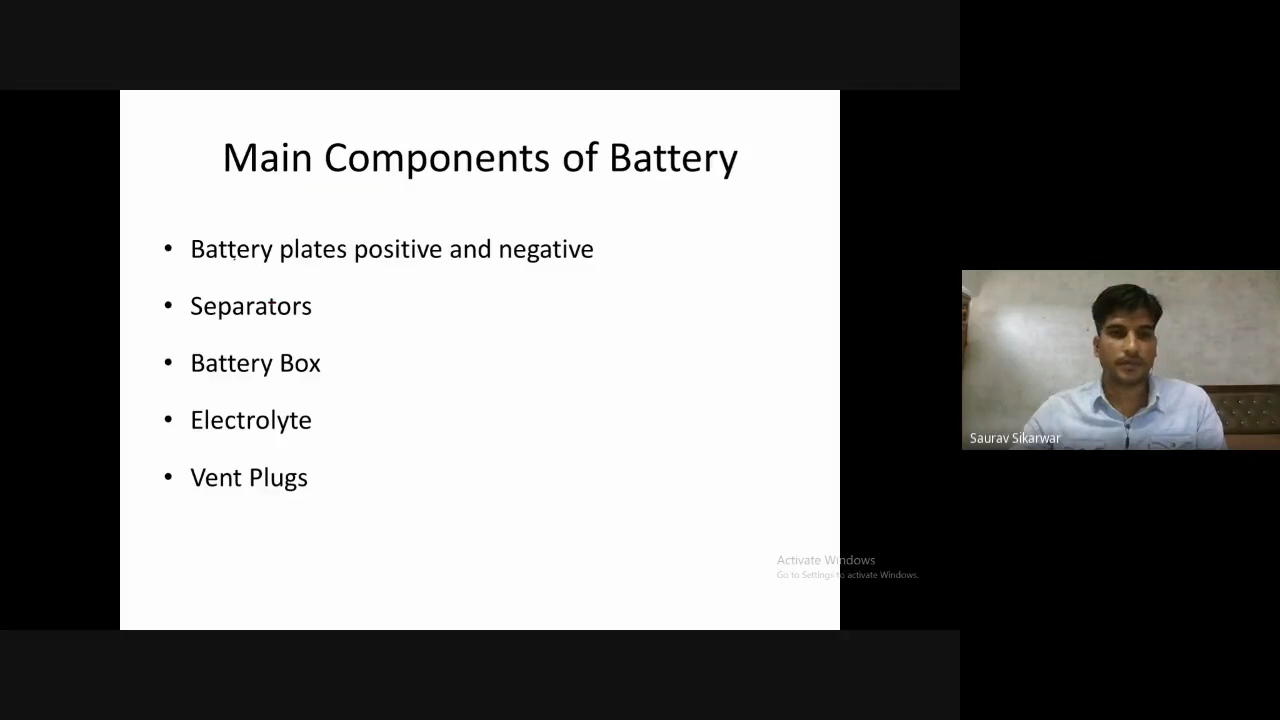 Main Components of Battery
• Battery plates positive and negative
• Separators
• Battery Box
• Electrolyte
• Vent Plugs
Saurav Sikarwar
Activate Windows
Go to Settings to activate Windows.